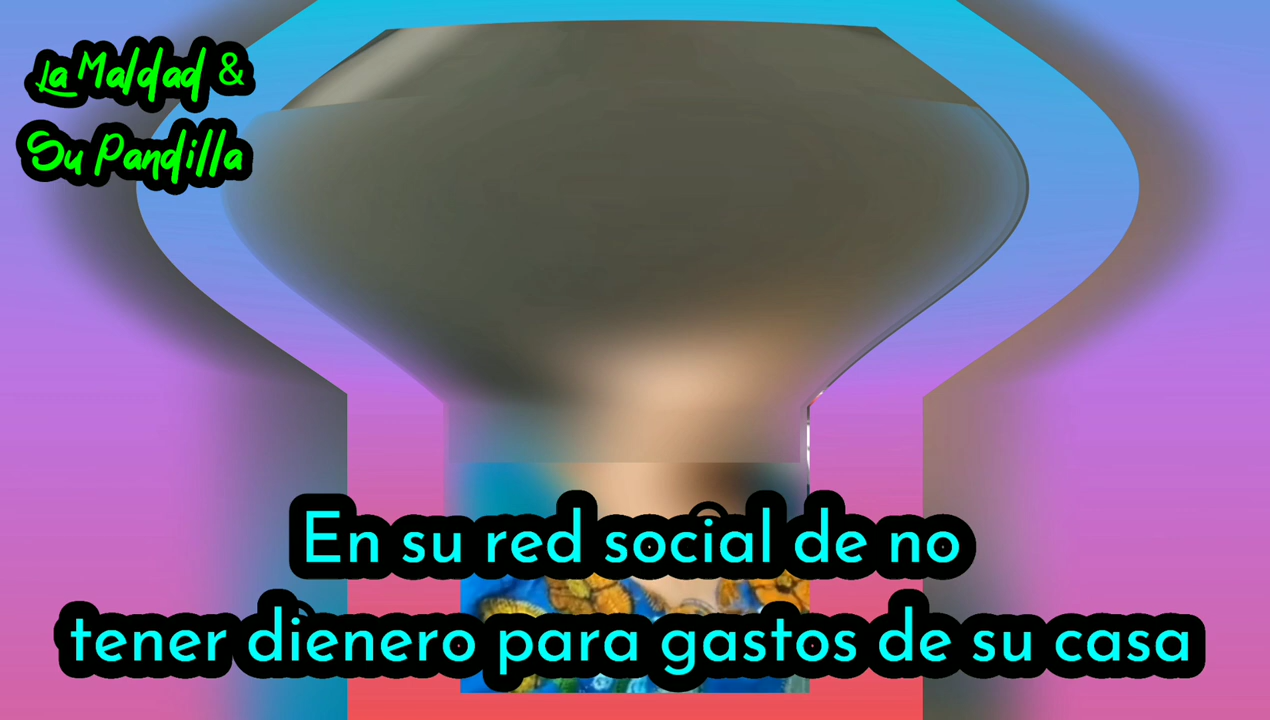 La Maldad &
Su Pandilla
En su red social de no
tener dienero para gastos de su casa